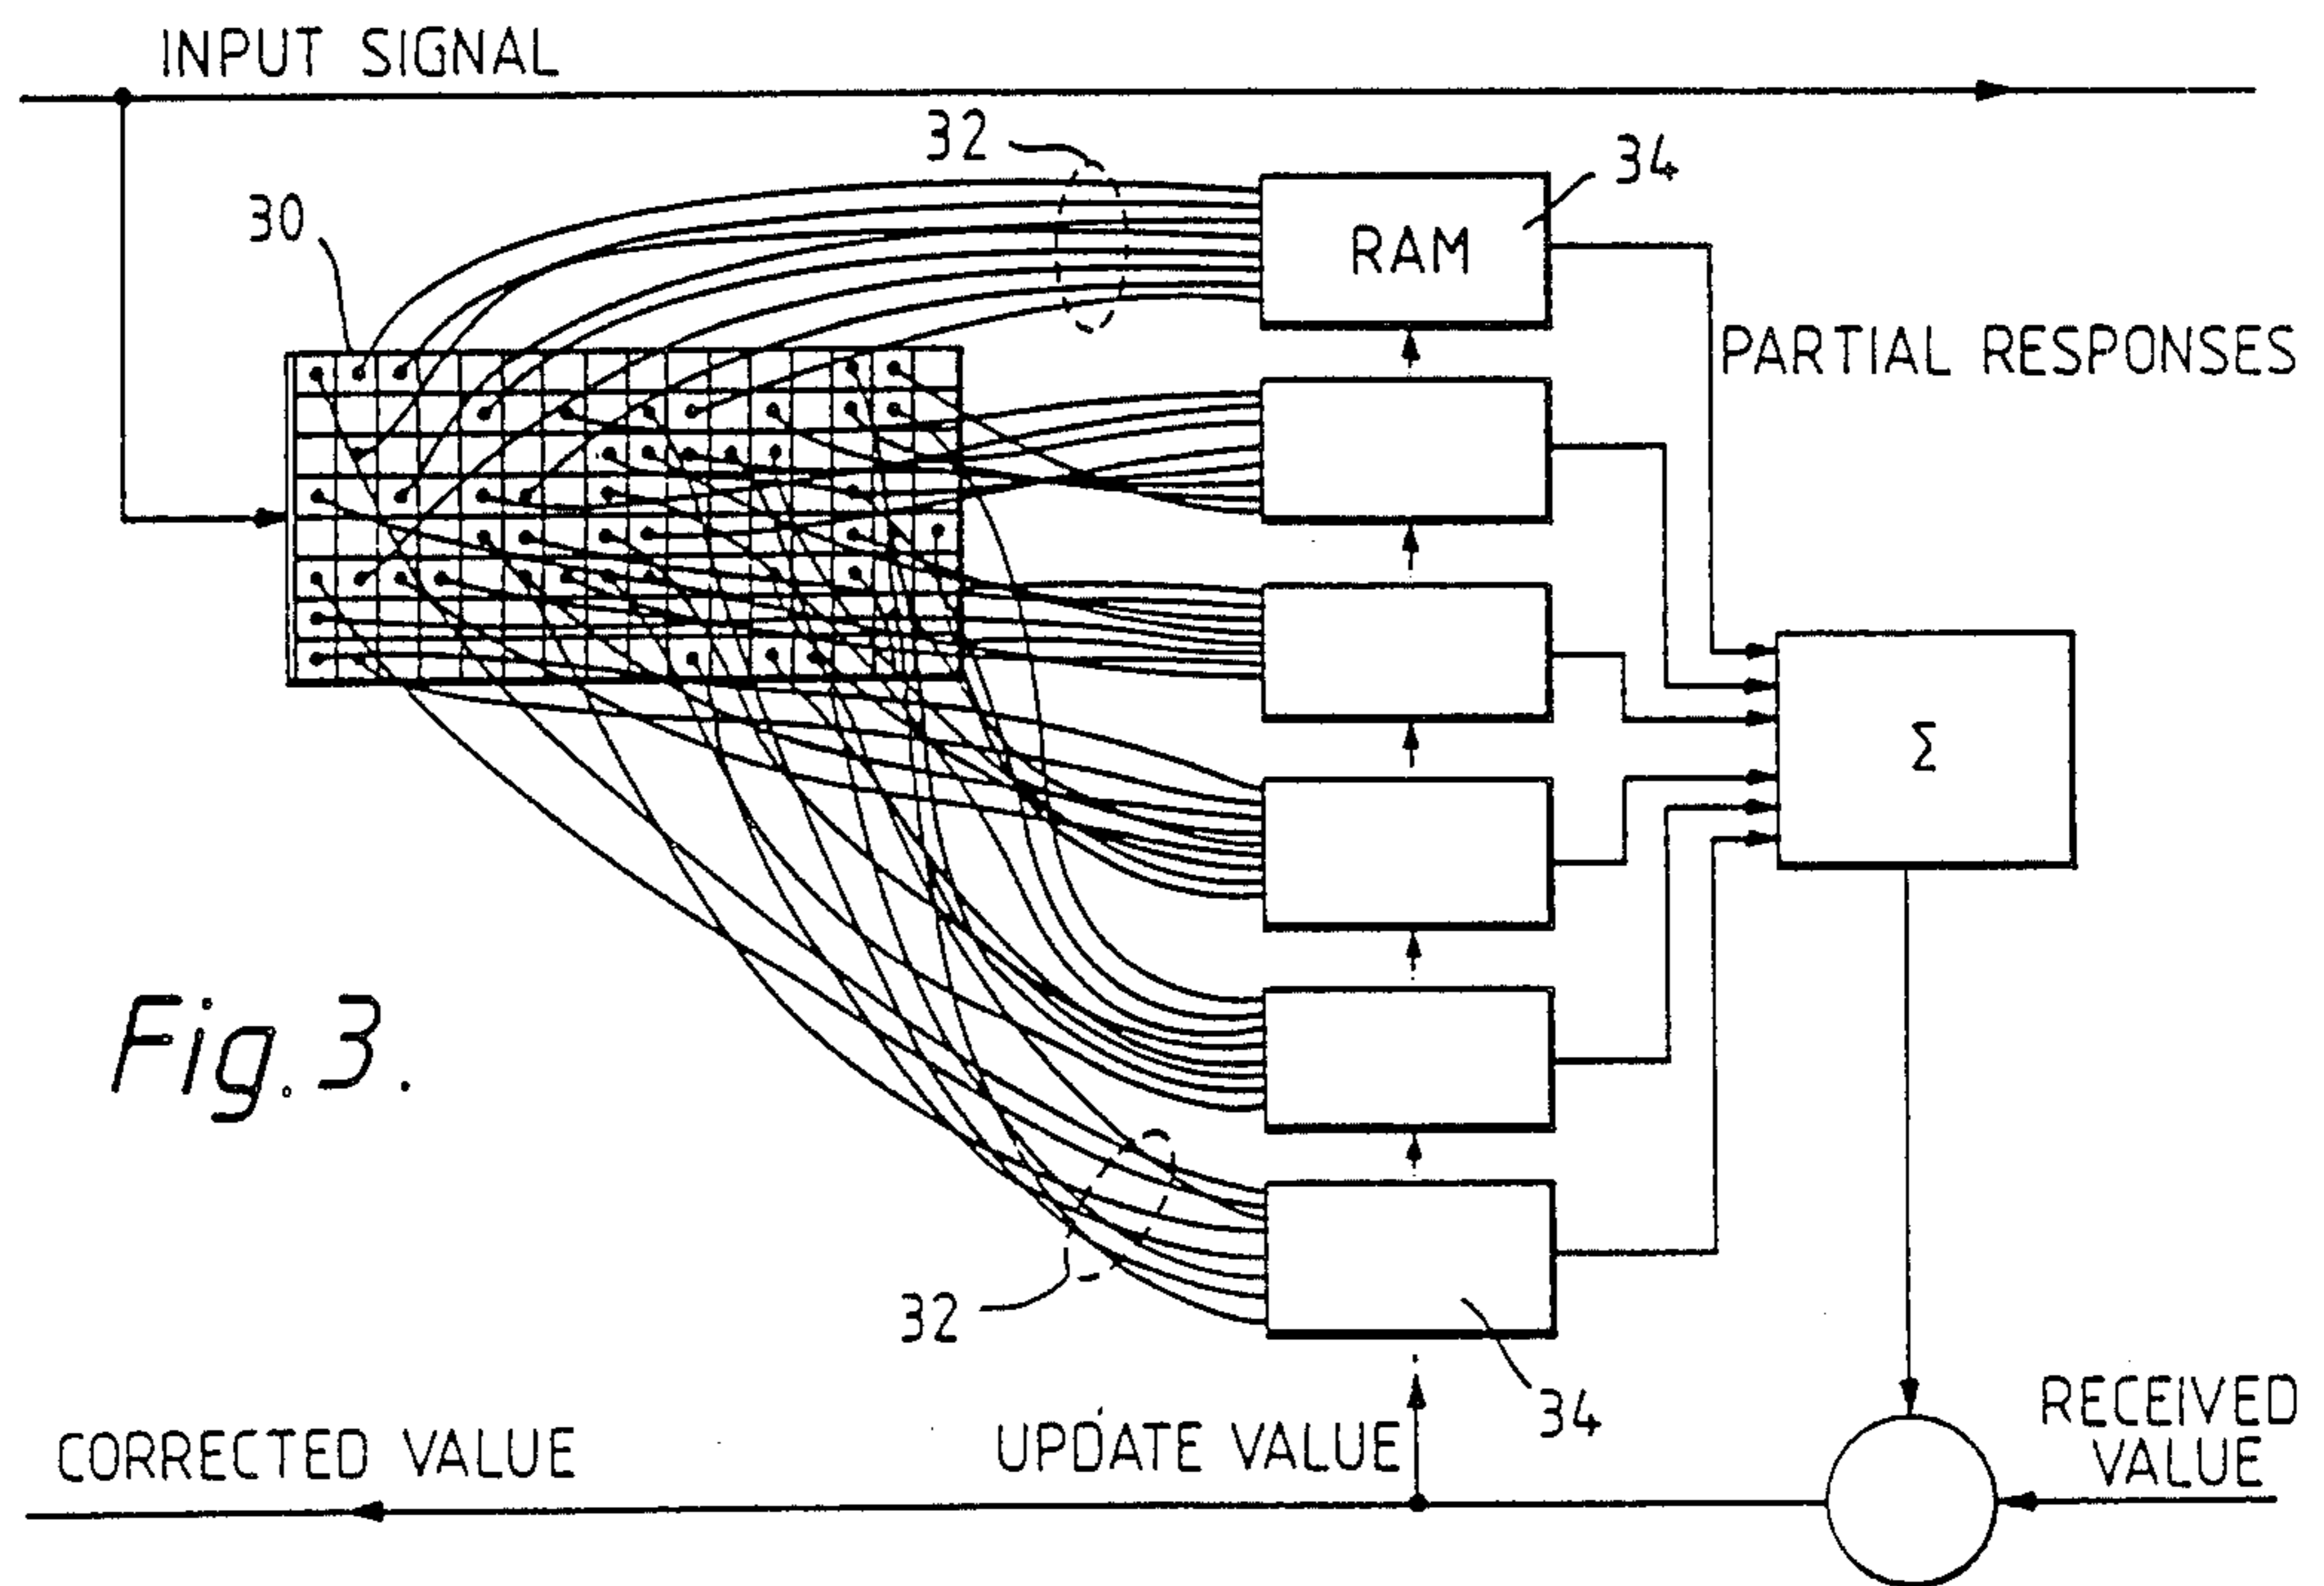 INPUT SIGNAL
32
34
30
RAM
PARTIAL RESPONSES
Σ
Fig. 3.
32
34
RECEIVED
VALUE
CORRECTED VALUE
UPDATE VALUE